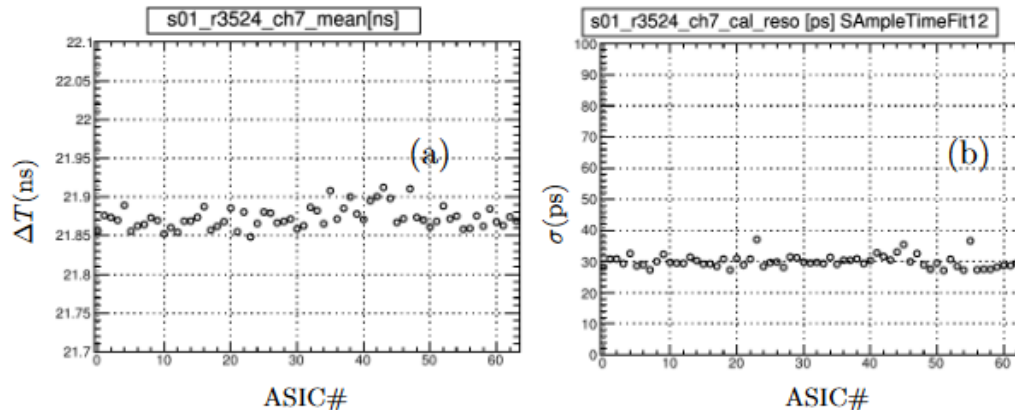 s01_r3524_ch7_mean[ns]
22.1
22.05
22
21.95
21.9
21.85
21.8
21.75
21.7
ΔT(ns)
(a)
0 10 20 30 40 50 60
ASIC#
s01_r3524_ch7_cal_reso [ps] SAmpleTimeFit12
100
90
80
70
60
50
40
30
20
10
0
σ(ps)
(b)
0 10 20 30 40 50 60
ASIC#